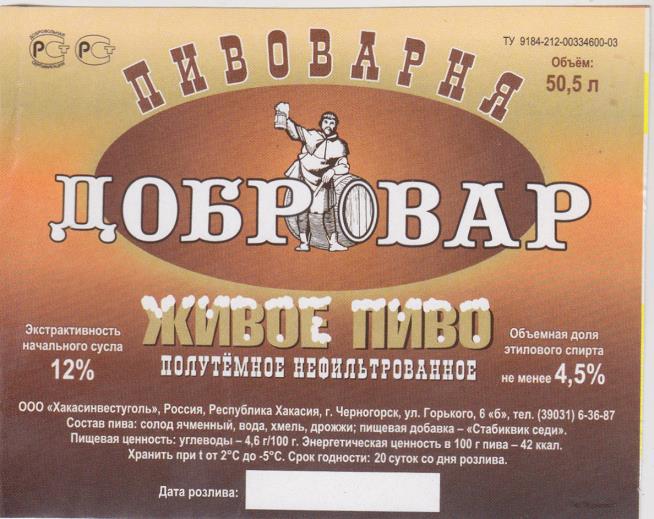 ДОБРОВОЛЬНАЯ
СЕРТИФИКАЦИЯ
РСТ РСТ
ТУ 9184-212-00334600-03
Объём:
50,5 л
ПИВОВАРНЯ
ДОБРОВАР
ЖИВОЕ ПИВО
ПОЛУТЁМНОЕ НЕФИЛЬТРОВАННОЕ
Экстрактивность
начального сусла
12%
Объемная доля
этилового спирта
не менее 4,5%
ООО «Хакасинвестуголь», Россия, Республика Хакасия, г. Черногорск, ул. Горького, 6 «б», тел. (39031) 6-36-87
Состав пива: солод ячменный, вода, хмель, дрожжи; пищевая добавка – «Стабиквик седи».
Пищевая ценность: углеводы – 4,6 г/100 г. Энергетическая ценность в 100 г пива – 42 ккал.
Хранить при t от 2°С до -5°С. Срок годности: 20 суток со дня розлива.
Дата розлива: